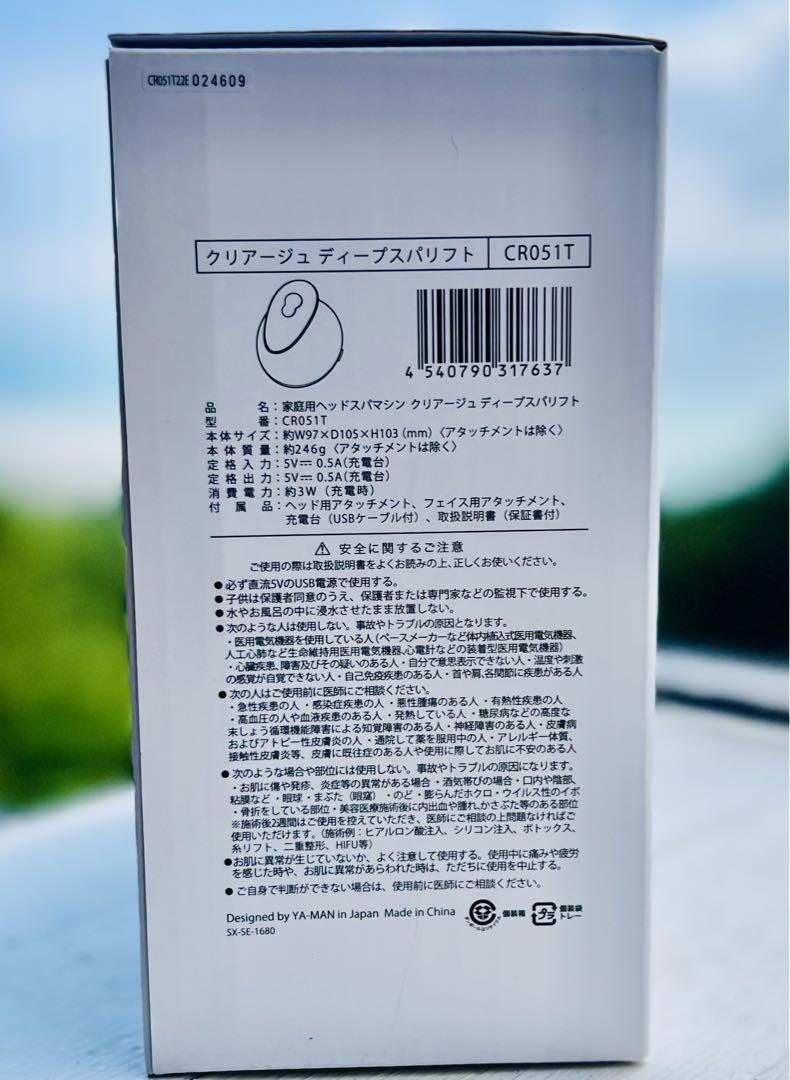 CR051T22E 024609
クリアージュ ディープスパリフト CR051T
4 540790 317637
品名：家庭用ヘッドスパマシン クリアージュ ディープスパリフト
型番：CR051T
本体サイズ：約W97×D105×H103（mm）〈アタッチメントは除く〉
本体質量：約246g〈アタッチメントは除く〉
定格入力：5V⎓0.5A（充電台）
定格出力：5V⎓0.5A（充電台）
消費電力：約3W（充電時）
付属品：ヘッド用アタッチメント、フェイス用アタッチメント、
充電台（USBケーブル付）、取扱説明書（保証書付）
⚠ 安全に関するご注意
ご使用の際は取扱説明書をよくお読みの上、正しくお使いください。
●必ず直流5VのUSB電源で使用する。
●子供は保護者同意のうえ、保護者または専門家などの監視下で使用する。
●水やお風呂の中に浸水させたまま放置しない。
●次のような人は使用しない。事故やトラブルの原因となります。
・医用電気機器を使用している人（ペースメーカーなど体内植込式医用電気機器、
人工心肺など生命維持用医用電気機器、心電計などの装着型医用電気機器）
・心臓疾患、障害及びその疑いのある人・自分で意思表示できない人・温度や刺激
の感覚が自覚できない人・自己免疫疾患のある人・首や肩、各関節に疾患がある人
●次の人はご使用前に医師にご相談ください。
・急性疾患の人・感染症疾患の人・悪性腫瘍のある人・有熱性疾患の人
・高血圧の人や血液疾患のある人・発熱している人・糖尿病などの高度な
末しょう循環機能障害による知覚障害のある人・神経障害のある人・皮膚病
およびアトピー性皮膚炎の人・通院して薬を服用中の人・アレルギー体質、
接触性皮膚炎等、皮膚に既往症のある人や使用に際してお肌に不安のある人
●次のような場合や部位には使用しない。事故やトラブルの原因になります。
・お肌に傷や発疹、炎症等の異常がある場合・酒気帯びの場合・口内や陰部、
粘膜など・眼球・まぶた（眼窩）・のど・膨らんだホクロ・ウイルス性のイボ
・骨折をしている部位・美容医療施術後に内出血や腫れ、かさぶた等のある部位
※施術後2週間はご使用を控えていただき、医師にご相談の上問題なければご
使用いただけます。（施術例：ヒアルロン酸注入、シリコン注入、ボトックス、
糸リフト、二重整形、HIFU等）
●お肌に異常が生じていないか、よく注意して使用する。使用中に痛みや疲労
を感じた時や、お肌に異常があらわれた時は、ただちに使用を中止する。
●ご自身で判断ができない場合は、使用前に医師にご相談ください。
Designed by YA-MAN in Japan Made in China
SX-SE-1680
ダンボールはリサイクル 個装箱 プラ 個装袋
トレー